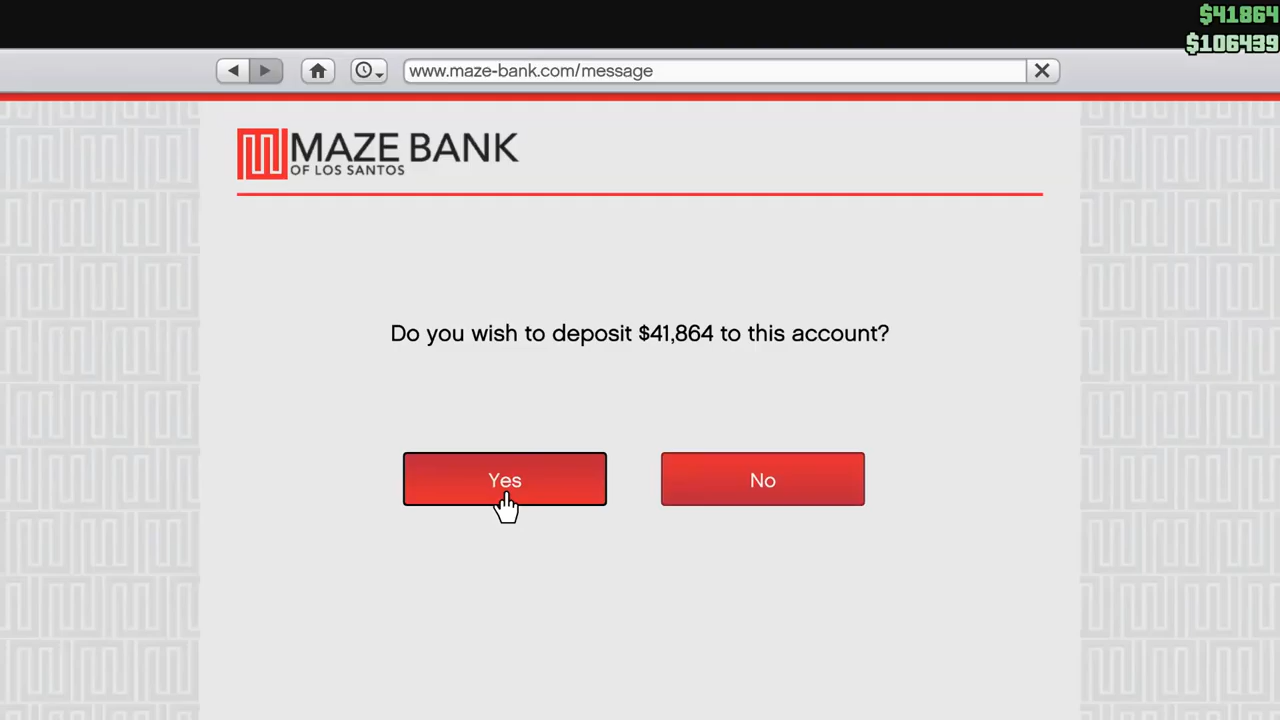 $41864
$106439
www.maze-bank.com/message
MAZE BANK
OF LOS SANTOS
Do you wish to deposit $41,864 to this account?
Yes
No